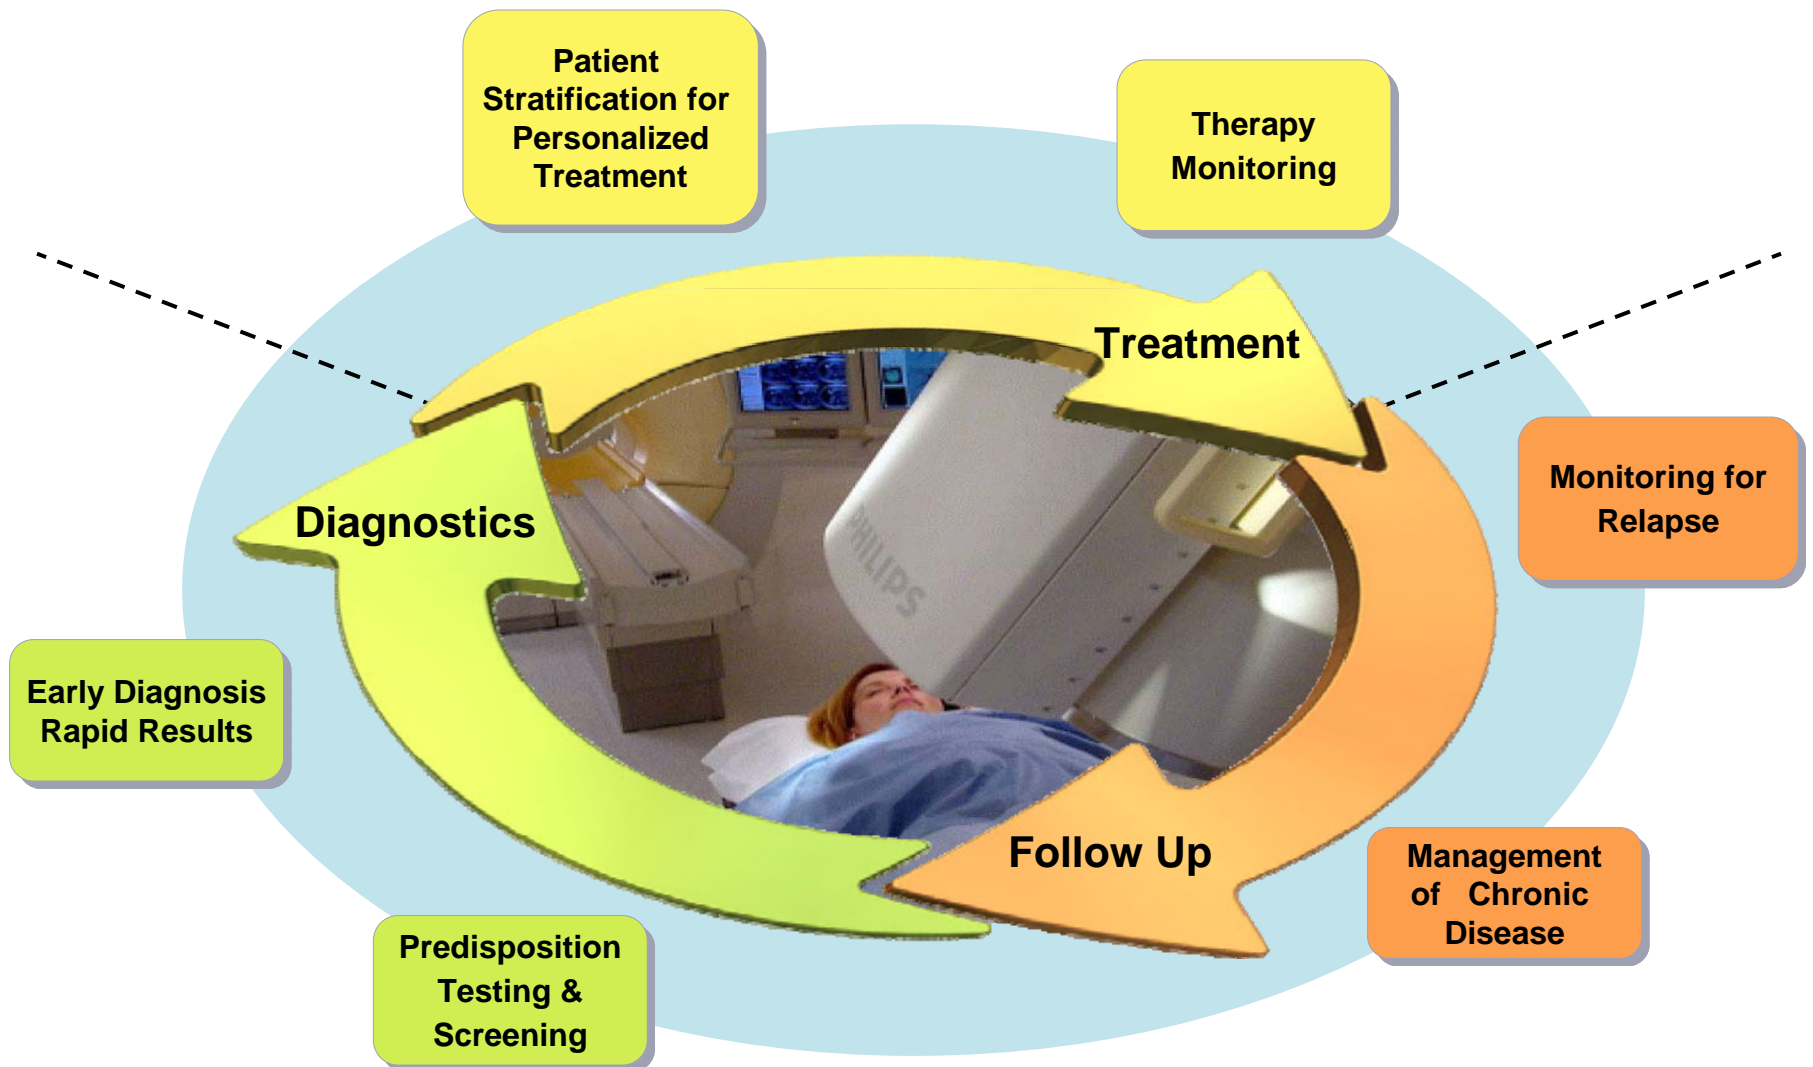 Patient
Stratification for
Personalized
Treatment
Therapy
Monitoring
Treatment
Monitoring for
Relapse
Diagnostics
PHILIPS
Early Diagnosis
Rapid Results
Follow Up
Management
of Chronic
Disease
Predisposition
Testing &
Screening